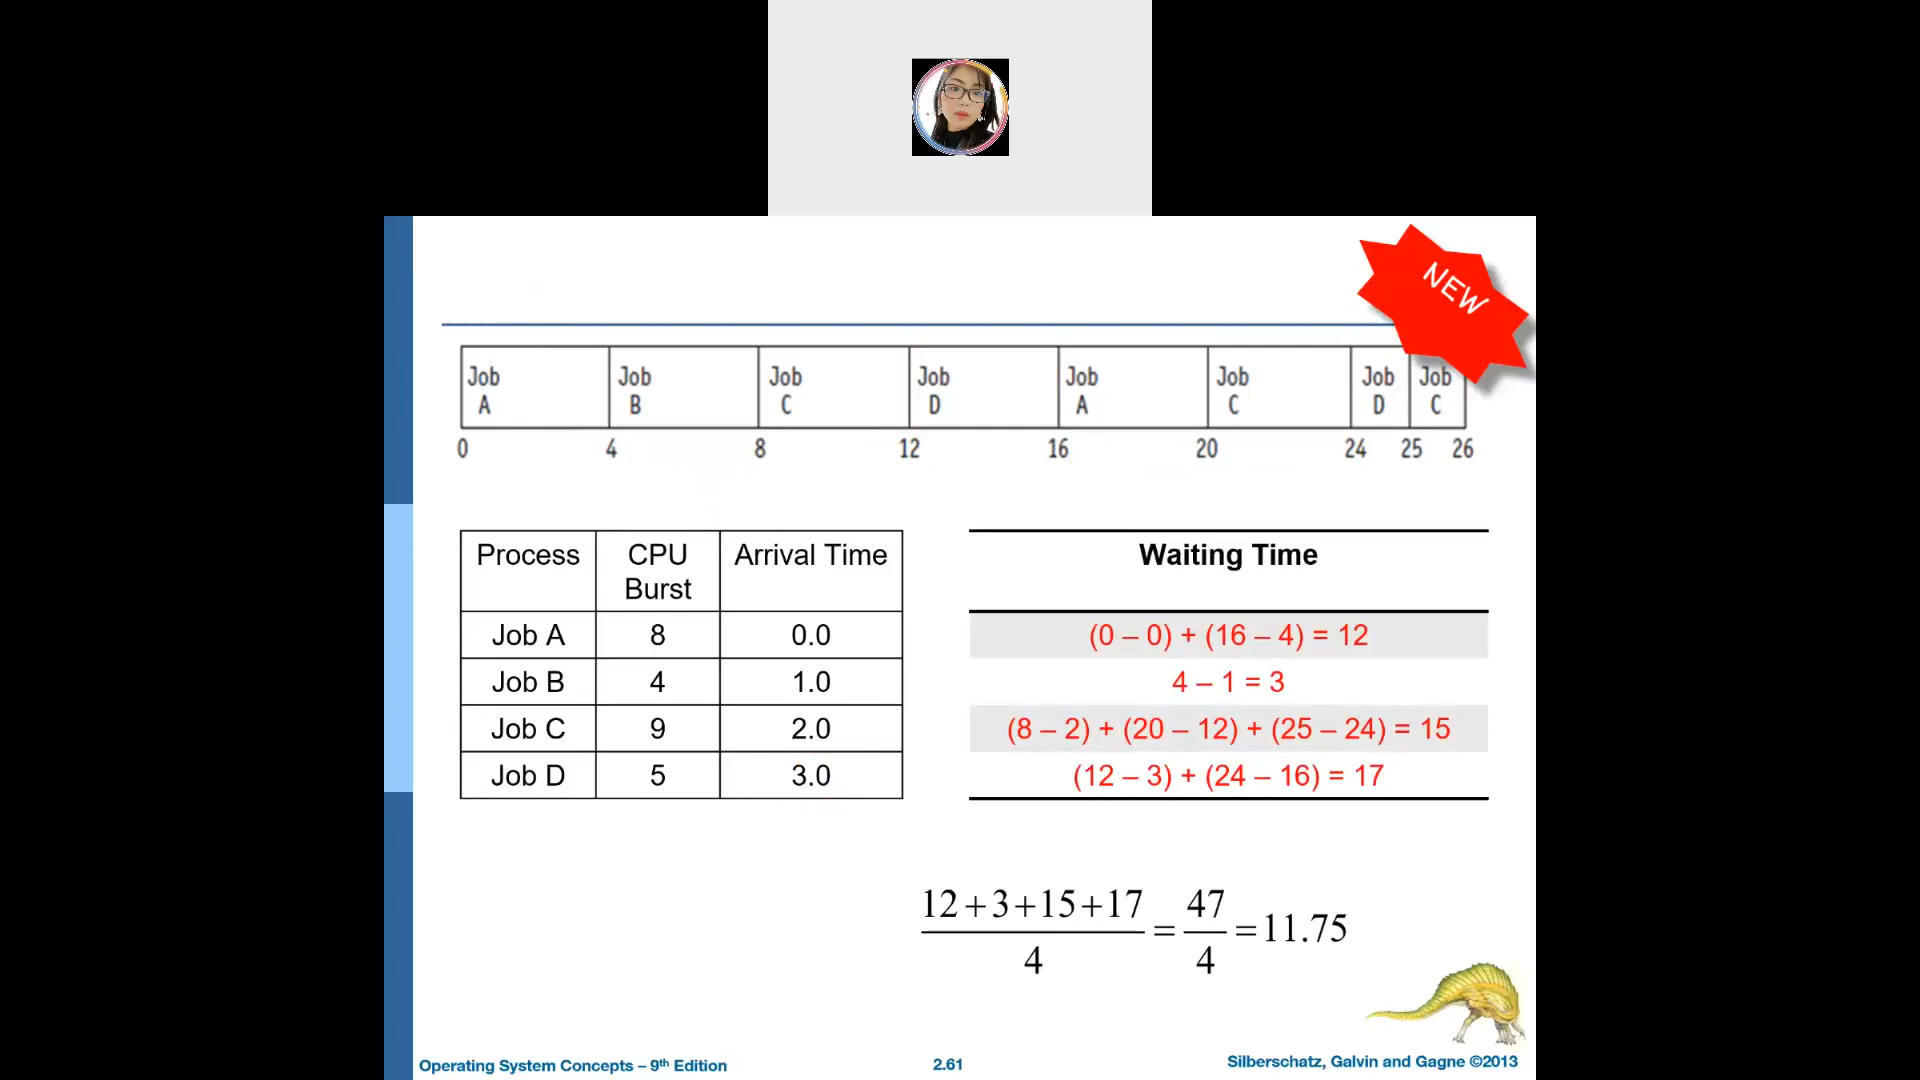 NEW
Job A Job B Job C Job D Job A Job C Job D Job C
0 4 8 12 16 20 24 25 26
Process CPU Burst Arrival Time
Job A 8 0.0
Job B 4 1.0
Job C 9 2.0
Job D 5 3.0
Waiting Time
(0 – 0) + (16 – 4) = 12
4 – 1 = 3
(8 – 2) + (20 – 12) + (25 – 24) = 15
(12 – 3) + (24 – 16) = 17
12+3+15+17 / 4 = 47 / 4 = 11.75
Operating System Concepts – 9th Edition 2.61 Silberschatz, Galvin and Gagne ©2013